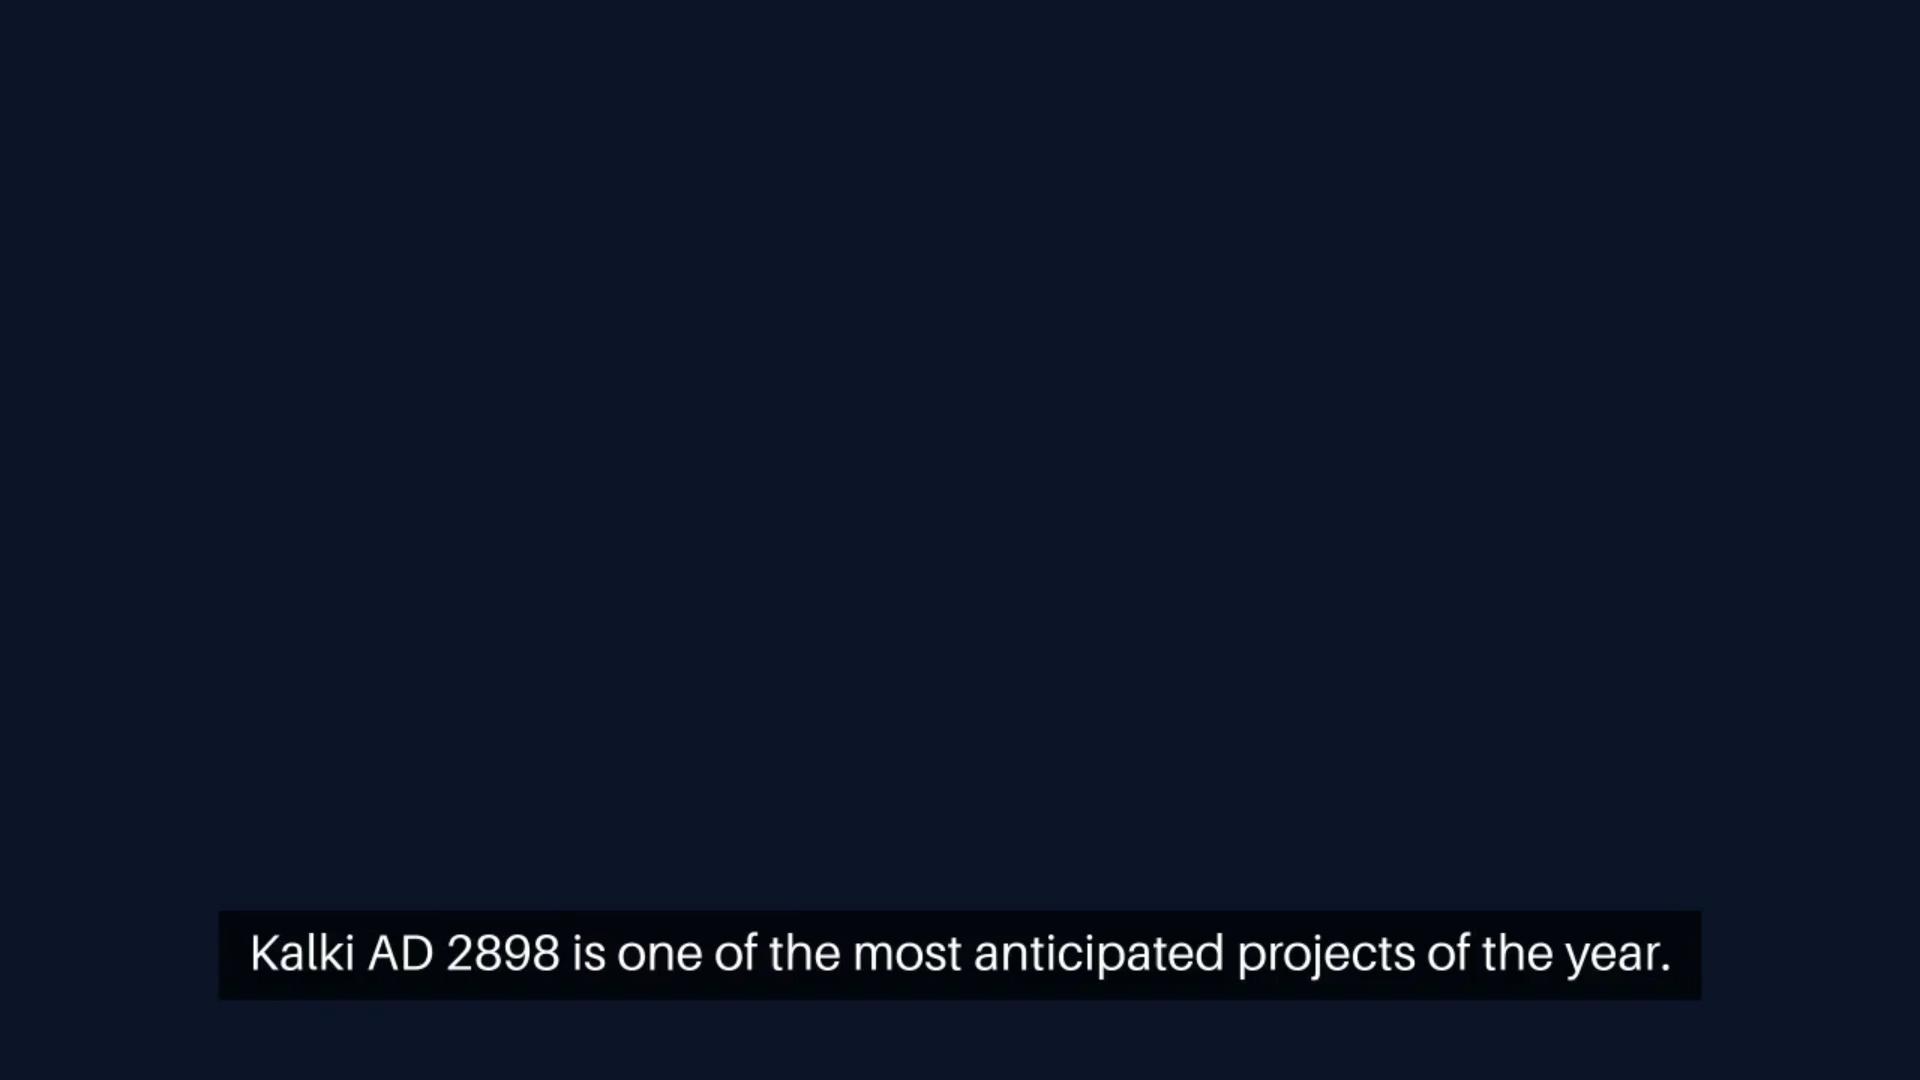 Kalki AD 2898 is one of the most anticipated projects of the year.